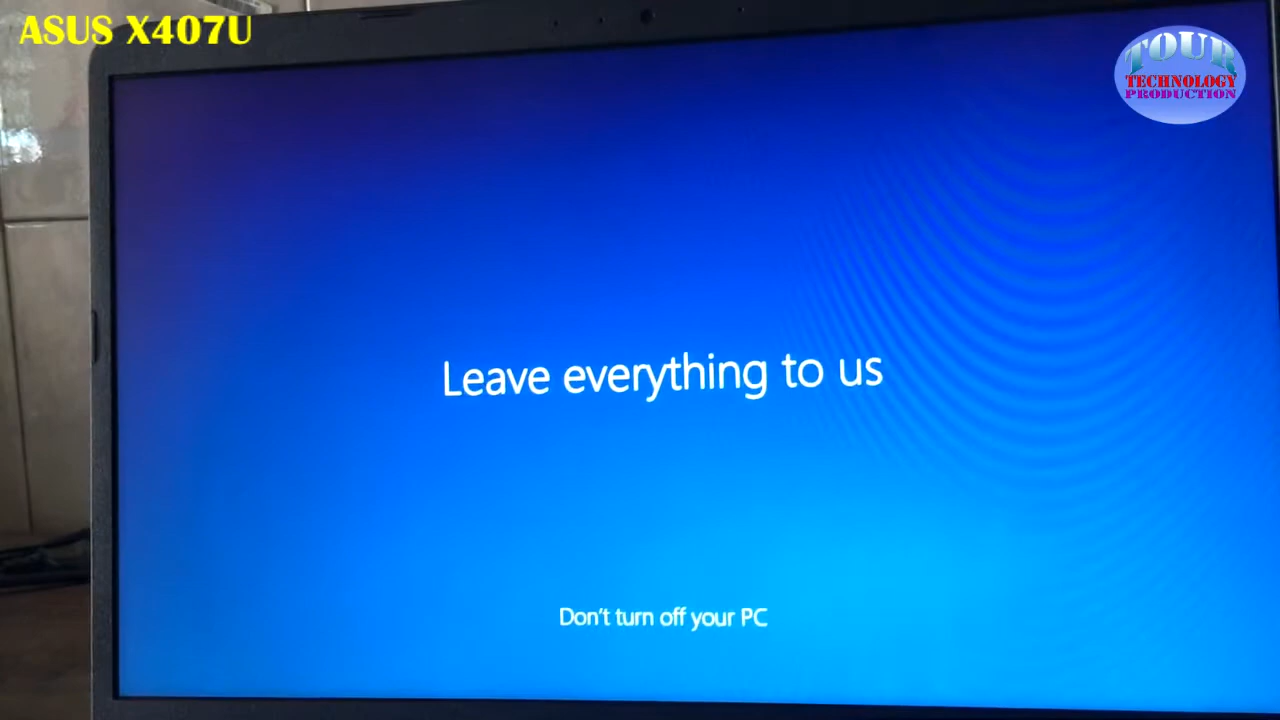 ASUS X407U
TOUR
TECHNOLOGY
PRODUCTION
Leave everything to us
Don't turn off your PC